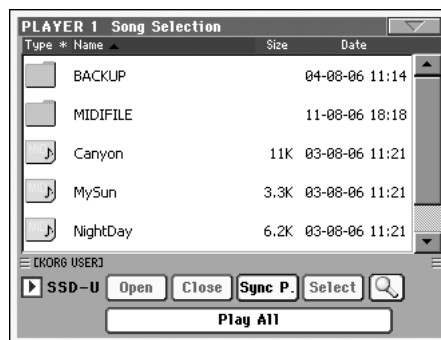 PLAYER 1 Song Selection
Type * Name Size Date
BACKUP 04-08-06 11:14
MIDIFILE 11-08-06 18:18
Canyon 11K 03-08-06 11:21
MySun 3.3K 03-08-06 11:21
NightDay 6.2K 03-08-06 11:21
[KORG USER]
SSD-U Open Close Sync P. Select
Play All